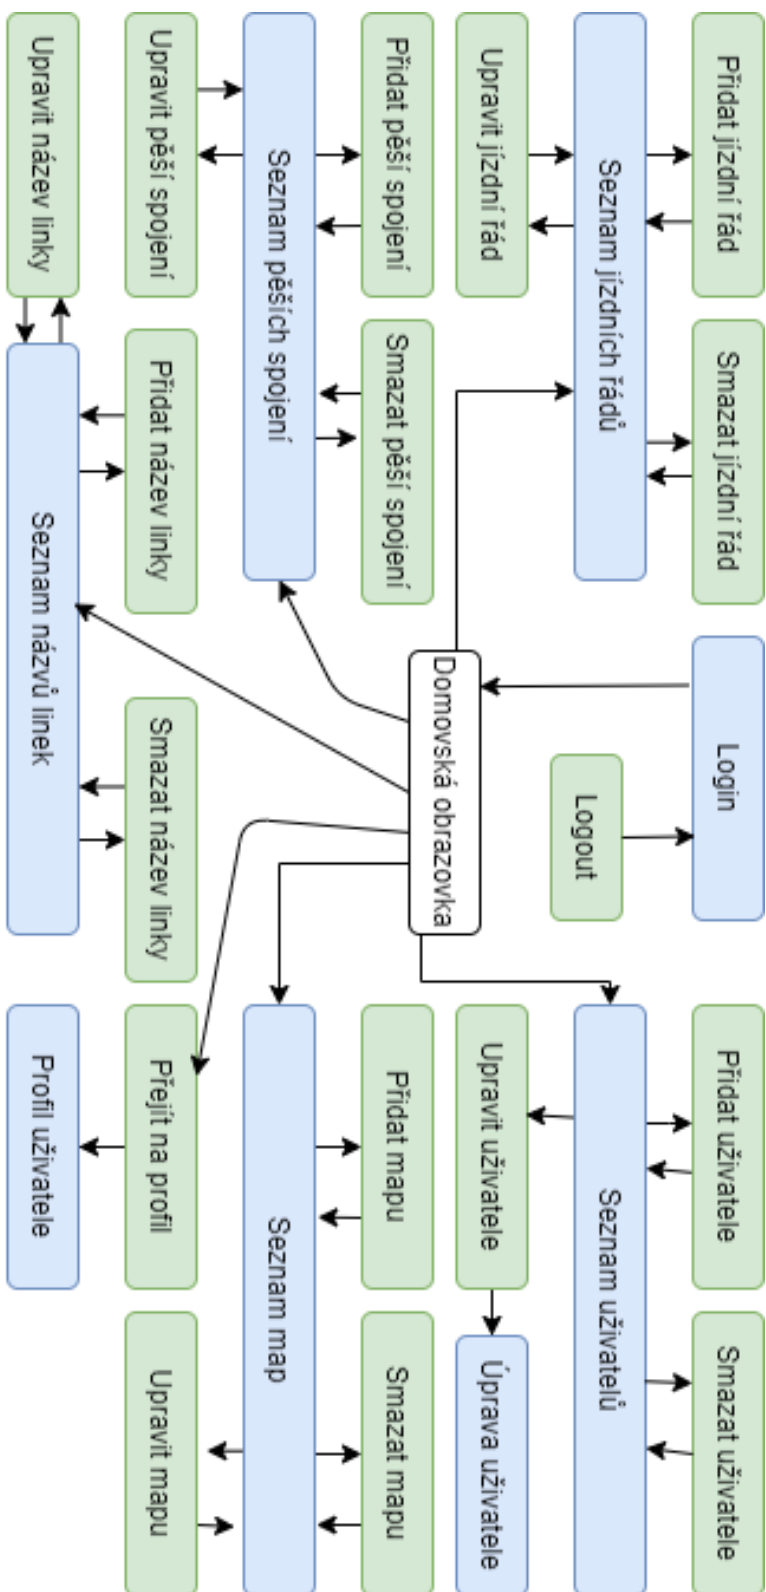 Přidat jízdní řád
Smazat jízdní řád
Login
Přidat uživatele
Smazat uživatele
Seznam jízdních řádů
Logout
Seznam uživatelů
Upravit jízdní řád
Domovská obrazovka
Upravit uživatele
Úprava uživatele
Přidat pěší spojení
Smazat pěší spojení
Přidat mapu
Smazat mapu
Seznam pěších spojení
Seznam map
Upravit pěší spojení
Přidat název linky
Smazat název linky
Přejít na profil
Upravit mapu
Upravit název linky
Seznam názvů linek
Profil uživatele